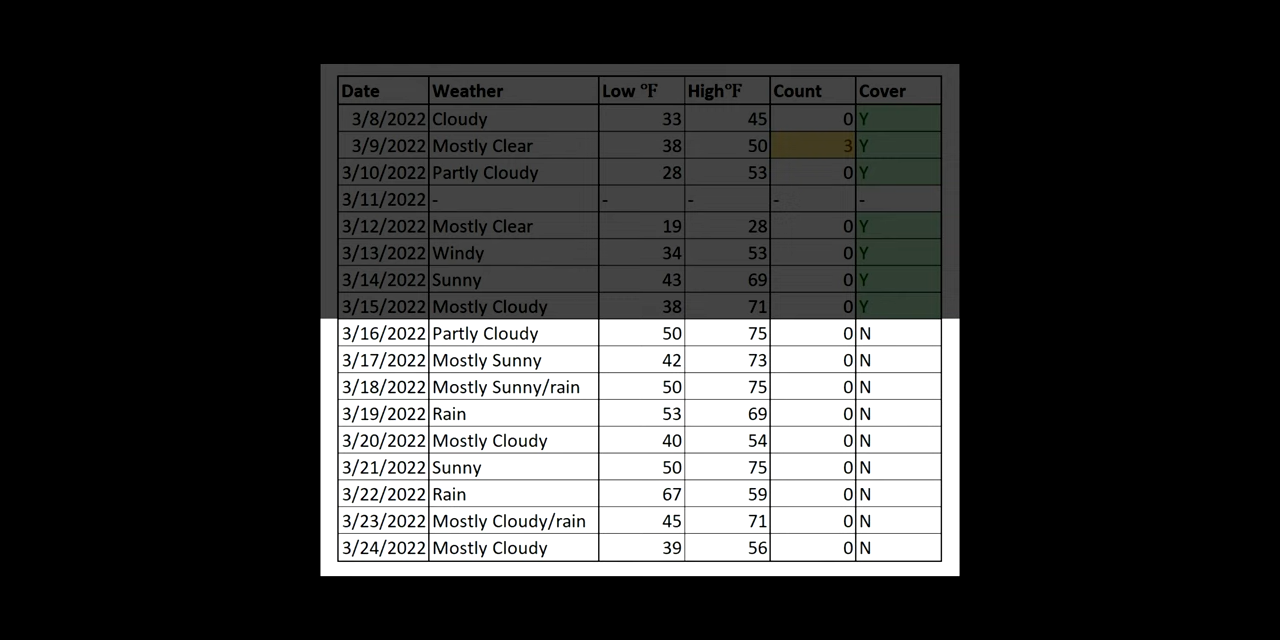 Date Weather Low °F High°F Count Cover
3/8/2022 Cloudy 33 45 0 Y
3/9/2022 Mostly Clear 38 50 3 Y
3/10/2022 Partly Cloudy 28 53 0 Y
3/11/2022 - - - - -
3/12/2022 Mostly Clear 19 28 0 Y
3/13/2022 Windy 34 53 0 Y
3/14/2022 Sunny 43 69 0 Y
3/15/2022 Mostly Cloudy 38 71 0 Y
3/16/2022 Partly Cloudy 50 75 0 N
3/17/2022 Mostly Sunny 42 73 0 N
3/18/2022 Mostly Sunny/rain 50 75 0 N
3/19/2022 Rain 53 69 0 N
3/20/2022 Mostly Cloudy 40 54 0 N
3/21/2022 Sunny 50 75 0 N
3/22/2022 Rain 67 59 0 N
3/23/2022 Mostly Cloudy/rain 45 71 0 N
3/24/2022 Mostly Cloudy 39 56 0 N